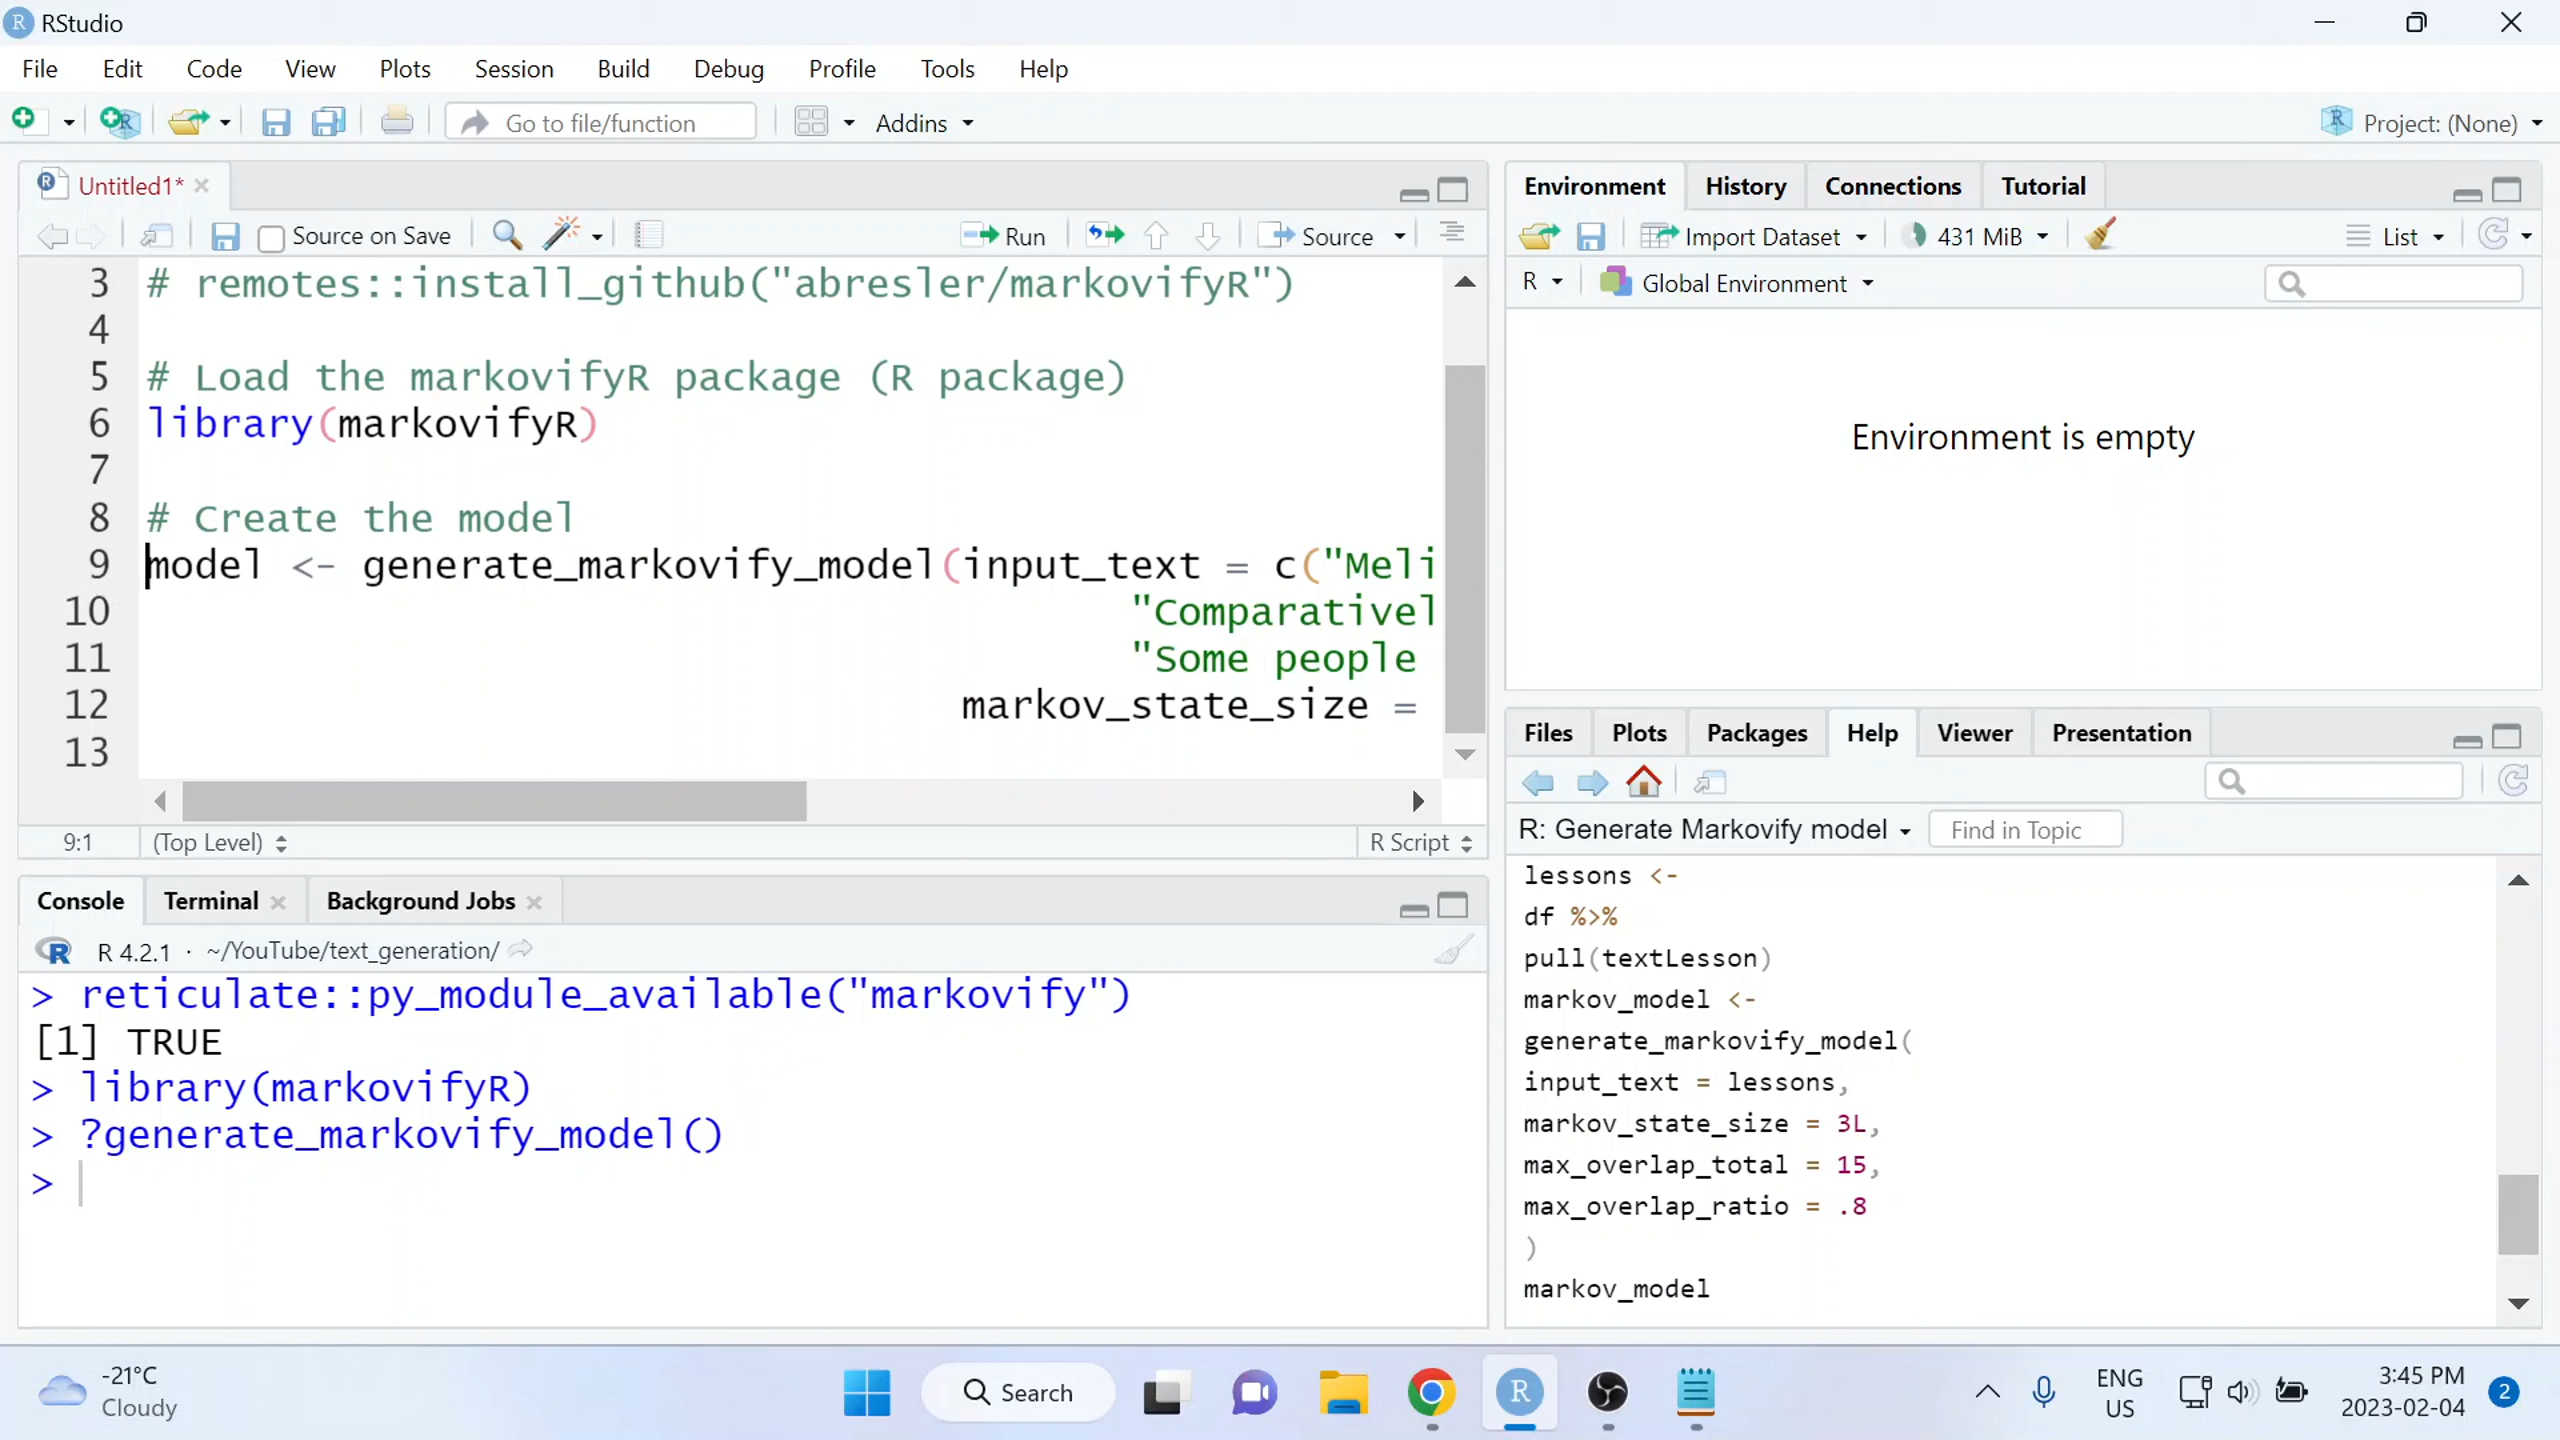 RStudio
File Edit Code View Plots Session Build Debug Profile Tools Help
Go to file/function Addins Project: (None)
Untitled1*
Source on Save Run Source
3 # remotes::install_github("abresler/markovifyR")
4
5 # Load the markovifyR package (R package)
6 library(markovifyR)
7
8 # Create the model
9 model <- generate_markovify_model(input_text = c("Meli
10 "Comparativel
11 "Some people
12 markov_state_size =
13
9:1 (Top Level) R Script
Console Terminal Background Jobs
R 4.2.1 · ~/YouTube/text_generation/
> reticulate::py_module_available("markovify")
[1] TRUE
> library(markovifyR)
> ?generate_markovify_model()
>
Environment History Connections Tutorial
Import Dataset 431 MiB List
R Global Environment
Environment is empty
Files Plots Packages Help Viewer Presentation
R: Generate Markovify model Find in Topic
lessons <-
df %>%
pull(textLesson)
markov_model <-
generate_markovify_model(
input_text = lessons,
markov_state_size = 3L,
max_overlap_total = 15,
max_overlap_ratio = .8
)
markov_model
-21°C
Cloudy
Search
ENG
US
3:45 PM
2023-02-04
2